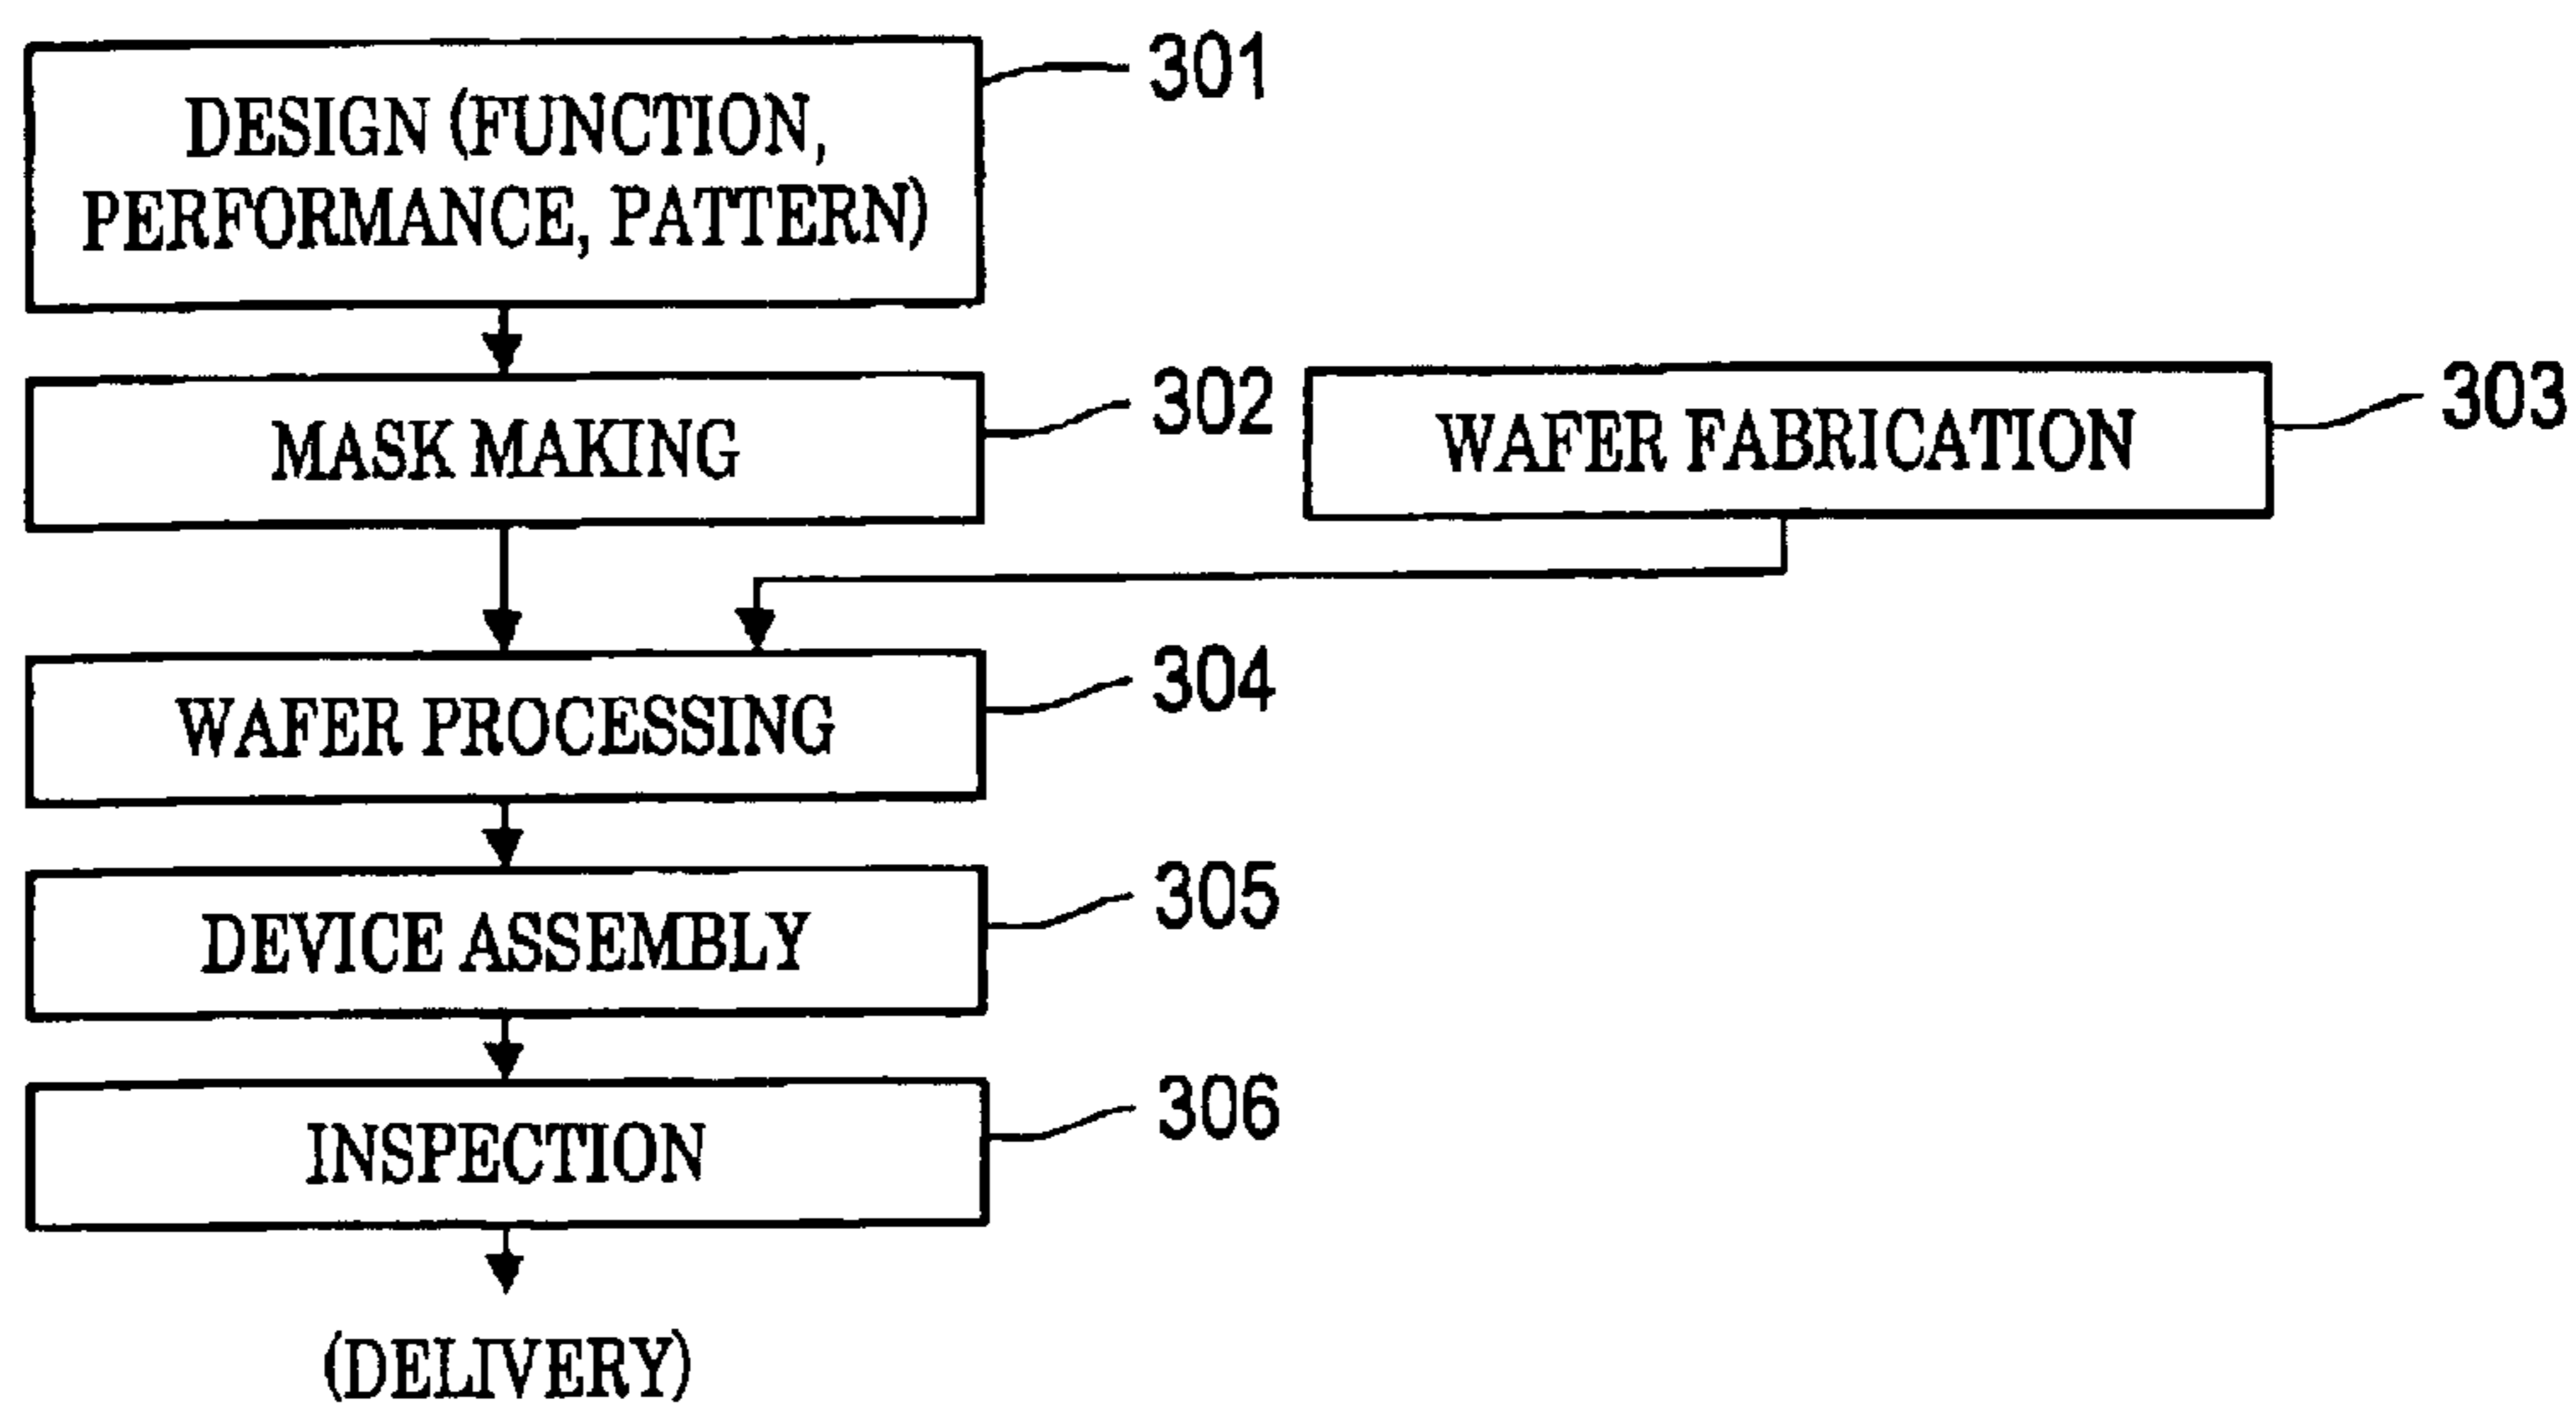 301
DESIGN (FUNCTION,
PERFORMANCE, PATTERN)
302
MASK MAKING
303
WAFER FABRICATION
304
WAFER PROCESSING
305
DEVICE ASSEMBLY
306
INSPECTION
(DELIVERY)